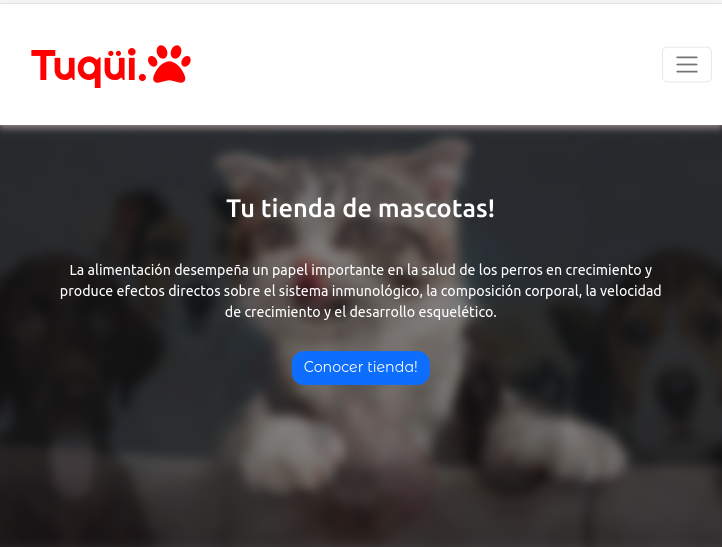 Tuqüi.
Tu tienda de mascotas!
La alimentación desempeña un papel importante en la salud de los perros en crecimiento y
produce efectos directos sobre el sistema inmunológico, la composición corporal, la velocidad
de crecimiento y el desarrollo esquelético.
Conocer tienda!